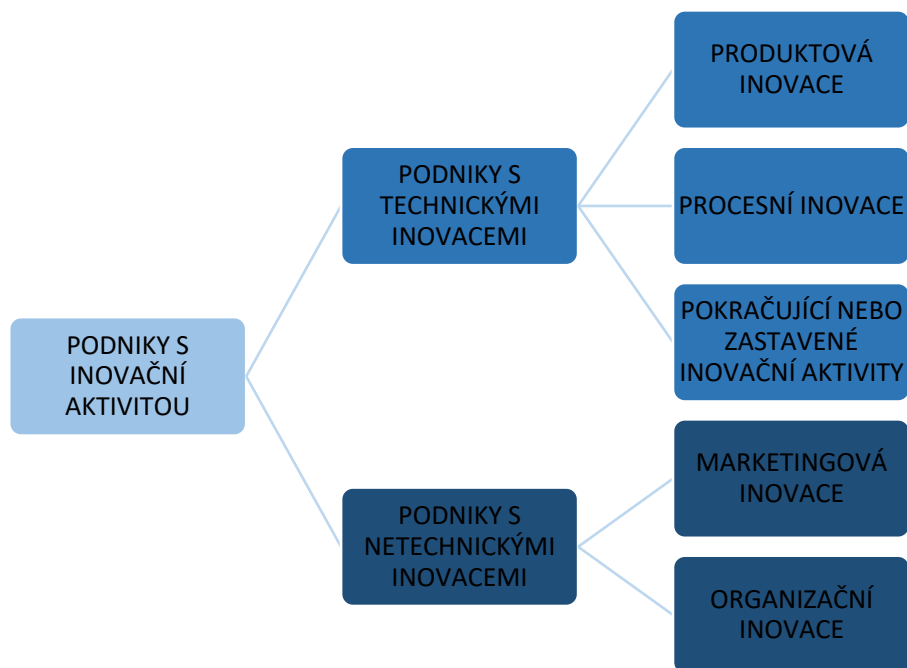 PRODUKTOVÁ
INOVACE
PODNIKY S
TECHNICKÝMI
INOVACEMI
PROCESNÍ INOVACE
POKRAČUJÍCÍ NEBO
ZASTAVENÉ
INOVAČNÍ AKTIVITY
PODNIKY S
INOVAČNÍ
AKTIVITOU
MARKETINGOVÁ
INOVACE
PODNIKY S
NETECHNICKÝMI
INOVACEMI
ORGANIZAČNÍ
INOVACE